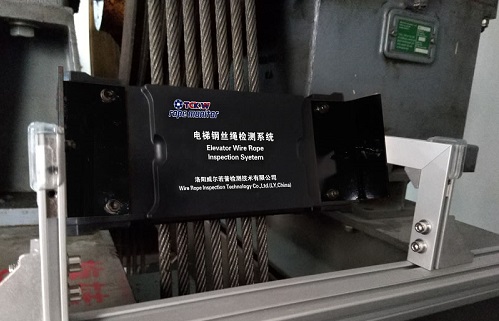 TCK.W
rope monitor
电梯钢丝绳检测系统
Elevator Wire Rope
Inspection Syetem
洛阳威尔若普检测技术有限公司
Wire Rope Inspection Technology Co.,Ltd.(LY.China)